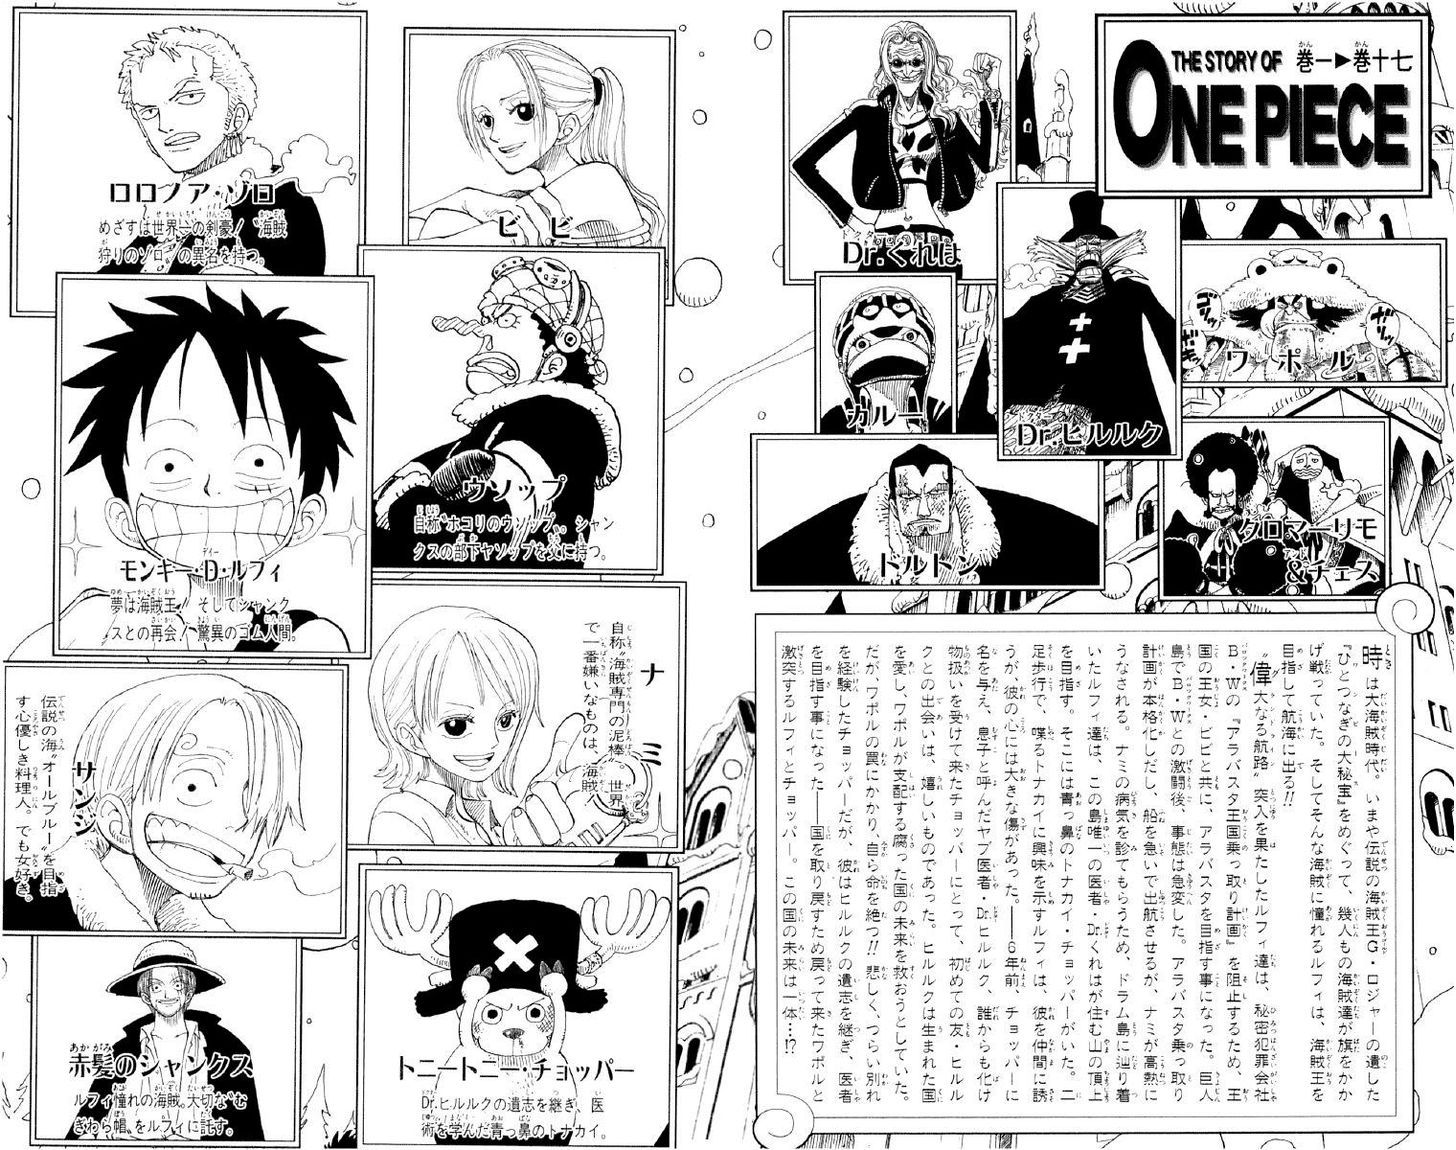 THE STORY OF 巻一▶巻十七
ONE PIECE
Dr.くれは
Dr.ヒルルク
ワポル
ゴリッ
ガリッ
カルー
ドルトン
クロマーリモ
&チェス
時は大海賊時代。いまや伝説の海賊王G・ロジャーの遺した
『ひとつなぎの大秘宝』をめぐって、幾人もの海賊達が旗をかか
げ戦っていた。そしてそんな海賊に憧れるルフィは、海賊王を
目指して航海に出る!!
“偉大なる航路”突入を果たしたルフィ達は、秘密犯罪会社
B・Wの『アラバスタ王国乗っ取り計画』を阻止するため、王
国の王女・ビビと共に、アラバスタを目指す事になった。巨人
島でB・Wとの激闘後、事態は急変した。アラバスタ乗っ取り
計画が本格化しだし、船を急いで出航させるが、ナミが高熱に
うなされる。ナミの病気を診てもらうため、ドラム島に辿り着
いたルフィ達は、この島唯一の医者・Dr.くれはが住む山の頂上
を目指す。そこには青っ鼻のトナカイ・チョッパーがいた。二
足歩行で、喋るトナカイに興味を示すルフィは、彼を仲間に誘
うが、彼の心には大きな傷があった。――6年前、チョッパーに
名を与え、息子と呼んだヤブ医者・Dr.ヒルルク、誰からも化け
物扱いを受けて来たチョッパーにとって、初めての友・ヒルル
クとの出会いは、嬉しいものであった。ヒルルクは生まれた国
を愛し、ワポルが支配する腐った国の未来を救おうとしていた。
だが、ワポルの罠にかかり、自ら命を絶つ!! 悲しく、つらい別れ
を経験したチョッパーだが、彼はヒルルクの遺志を継ぎ、医者
を目指す事になった――国を取り戻すため戻って来たワポルと
激突するルフィとチョッパー。この国の未来は一体…!?
ビビ
ロロノア・ゾロ
めざすは世界一の剣豪！“海賊
狩りのゾロ”の異名を持つ。
ウソップ
自称“ホコリのウソップ”。シャン
クスの部下ヤソップを父に持つ。
モンキー・D・ルフィ
夢は海賊王！そしてシャンク
スとの再会！驚異のゴム人間。
ナミ
自称“海賊専門の泥棒”世界
で一番嫌いなものは、海賊
サンジ
伝説の海“オールブルー”を目指
す心優しき料理人。でも女好き。
トニートニー・チョッパー
Dr.ヒルルクの遺志を継ぎ、医
術を学んだ青っ鼻のトナカイ。
赤髪のシャンクス
ルフィ憧れの海賊。大切な“む
ぎわら帽”をルフィに託す。